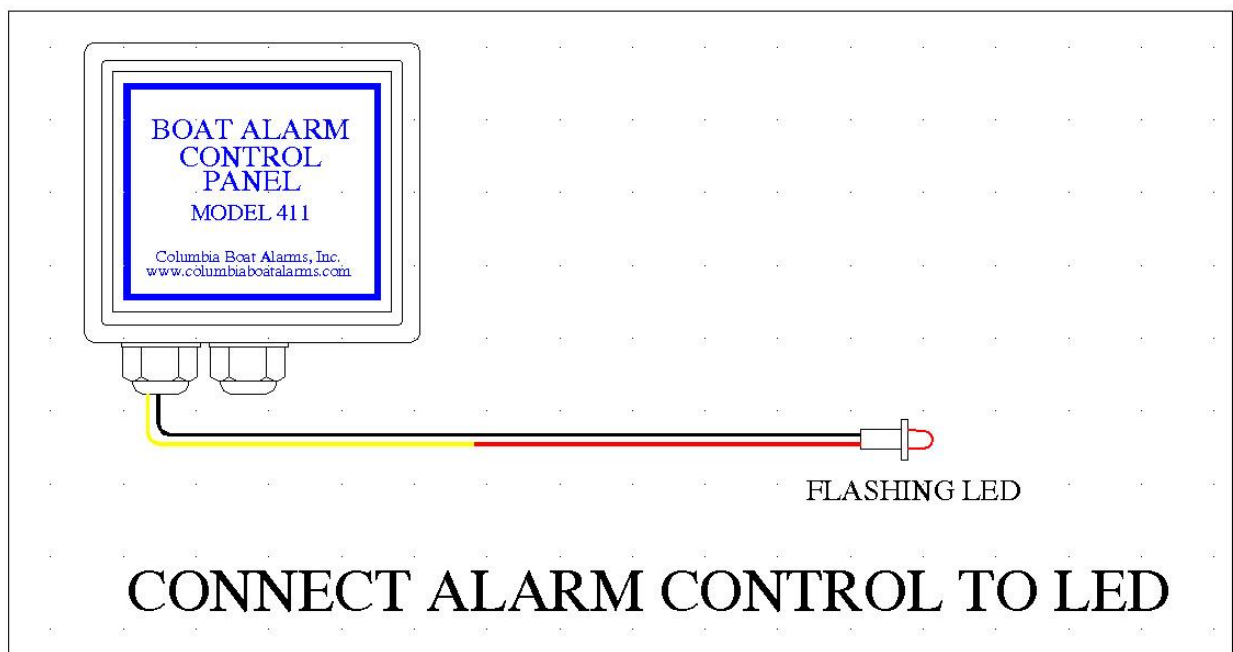 BOAT ALARM
CONTROL
PANEL
MODEL 411
Columbia Boat Alarms, Inc.
www.columbiaboatalarms.com
FLASHING LED
CONNECT ALARM CONTROL TO LED